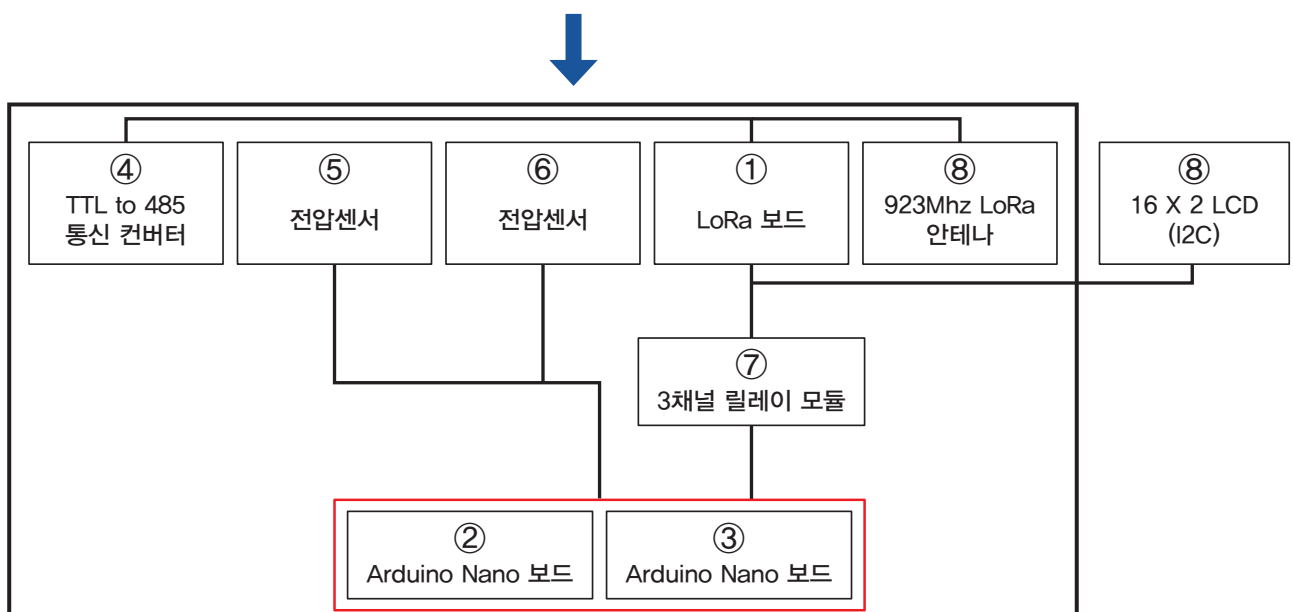 ④
TTL to 485
통신 컨버터
⑤
전압센서
⑥
전압센서
①
LoRa 보드
⑧
923Mhz LoRa
안테나
⑧
16 X 2 LCD
(I2C)
⑦
3채널 릴레이 모듈
②
Arduino Nano 보드
③
Arduino Nano 보드